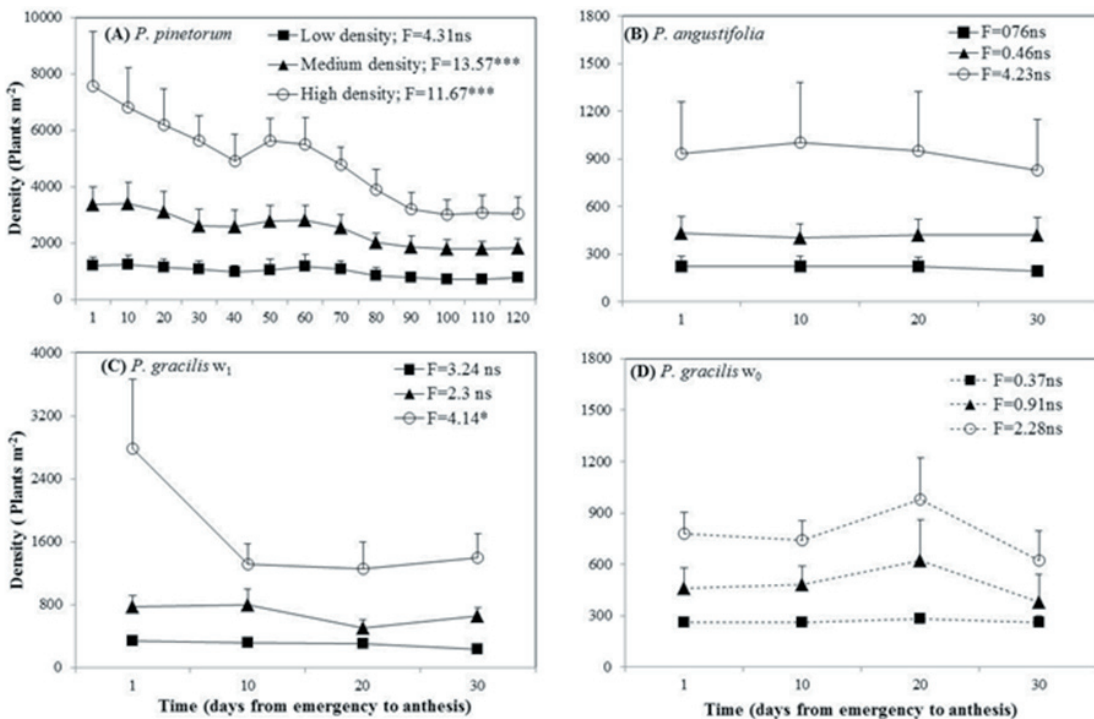 (A) P. pinetorum
Low density; F=4.31ns
Medium density; F=13.57***
High density; F=11.67***
Density (Plants m-2)
10000
8000
6000
4000
2000
0
1 10 20 30 40 50 60 70 80 90 100 110 120
(B) P. angustifolia
F=076ns
F=0.46ns
F=4.23ns
1800
1500
1200
900
600
300
0
1 10 20 30
(C) P. gracilis w1
F=3.24 ns
F=2.3 ns
F=4.14*
Density ( Plants m-2)
4000
3200
2400
1600
800
0
1 10 20 30
Time (days from emergency to anthesis)
(D) P. gracilis w0
F=0.37ns
F=0.91ns
F=2.28ns
1800
1500
1200
900
600
300
0
1 10 20 30
Time (days from emergency to anthesis)